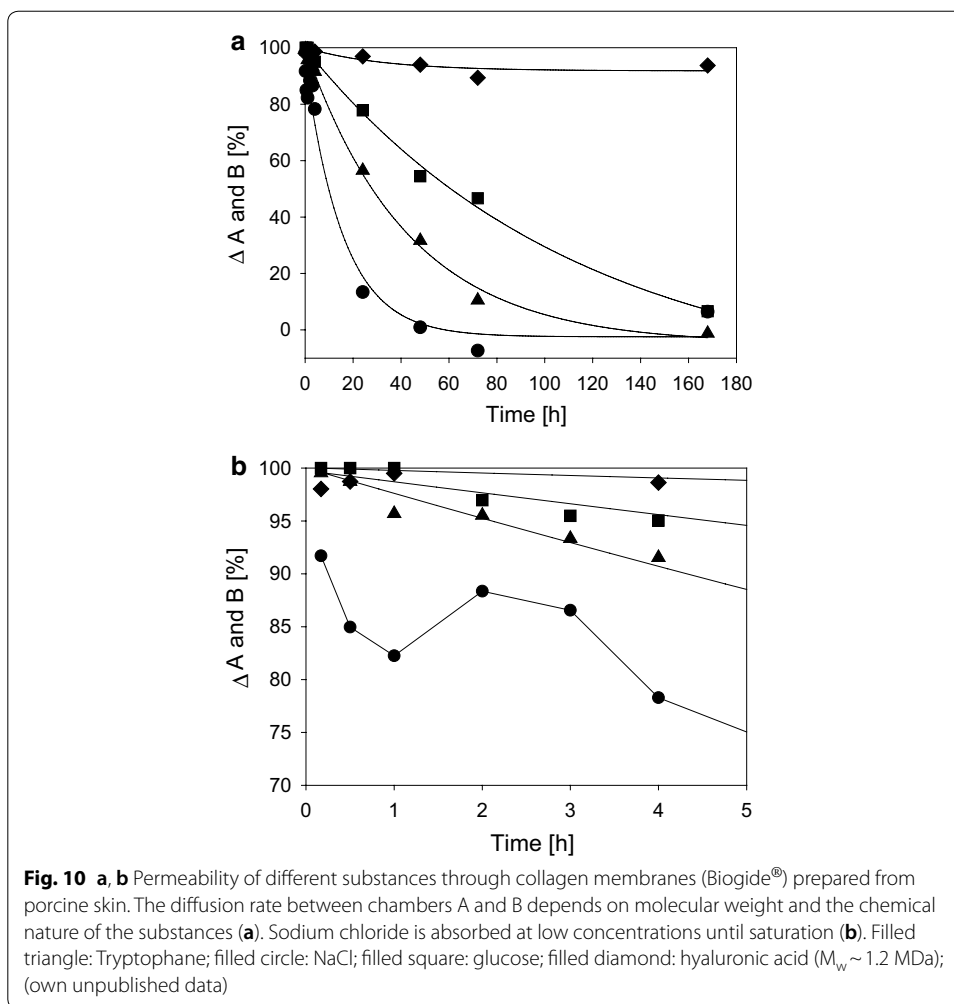 a
100
80
60
40
20
0
Δ A and B [%]
0 20 40 60 80 100 120 140 160 180
Time [h]
b
100
95
90
85
80
75
70
Δ A and B [%]
0 1 2 3 4 5
Time [h]
Fig. 10 a, b Permeability of different substances through collagen membranes (Biogide®) prepared from
porcine skin. The diffusion rate between chambers A and B depends on molecular weight and the chemical
nature of the substances (a). Sodium chloride is absorbed at low concentrations until saturation (b). Filled
triangle: Tryptophane; filled circle: NaCl; filled square: glucose; filled diamond: hyaluronic acid (Mw ~ 1.2 MDa);
(own unpublished data)